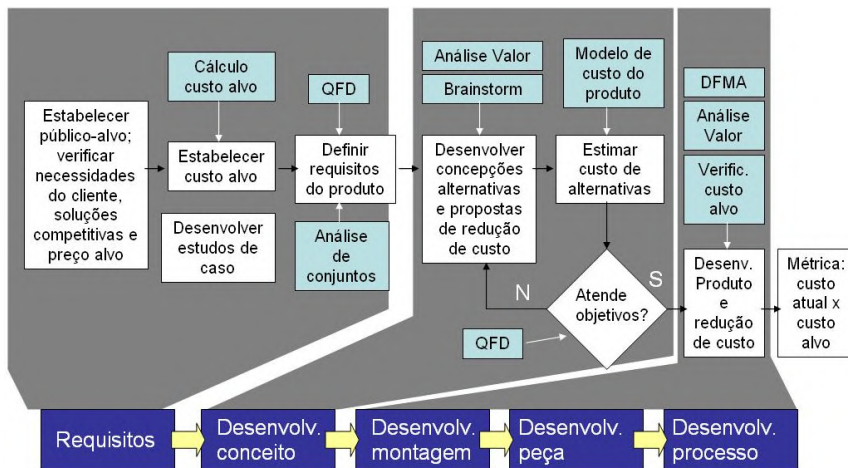 Estabelecer
público-alvo;
verificar
necessidades
do cliente,
soluções
competitivas e
preço alvo
Cálculo
custo alvo
Estabelecer
custo alvo
Desenvolver
estudos de
caso
QFD
Definir
requisitos
do produto
Análise
de
conjuntos
Análise Valor
Brainstorm
Desenvolver
concepções
alternativas
e propostas
de redução
de custo
Modelo de
custo do
produto
Estimar
custo de
alternativas
Atende
objetivos?
N
S
QFD
DFMA
Análise
Valor
Verific.
custo
alvo
Desenv.
Produto
e
redução
de custo
Métrica:
custo
atual x
custo
alvo
Requisitos
Desenvolv.
conceito
Desenvolv.
montagem
Desenvolv.
peça
Desenvolv.
processo